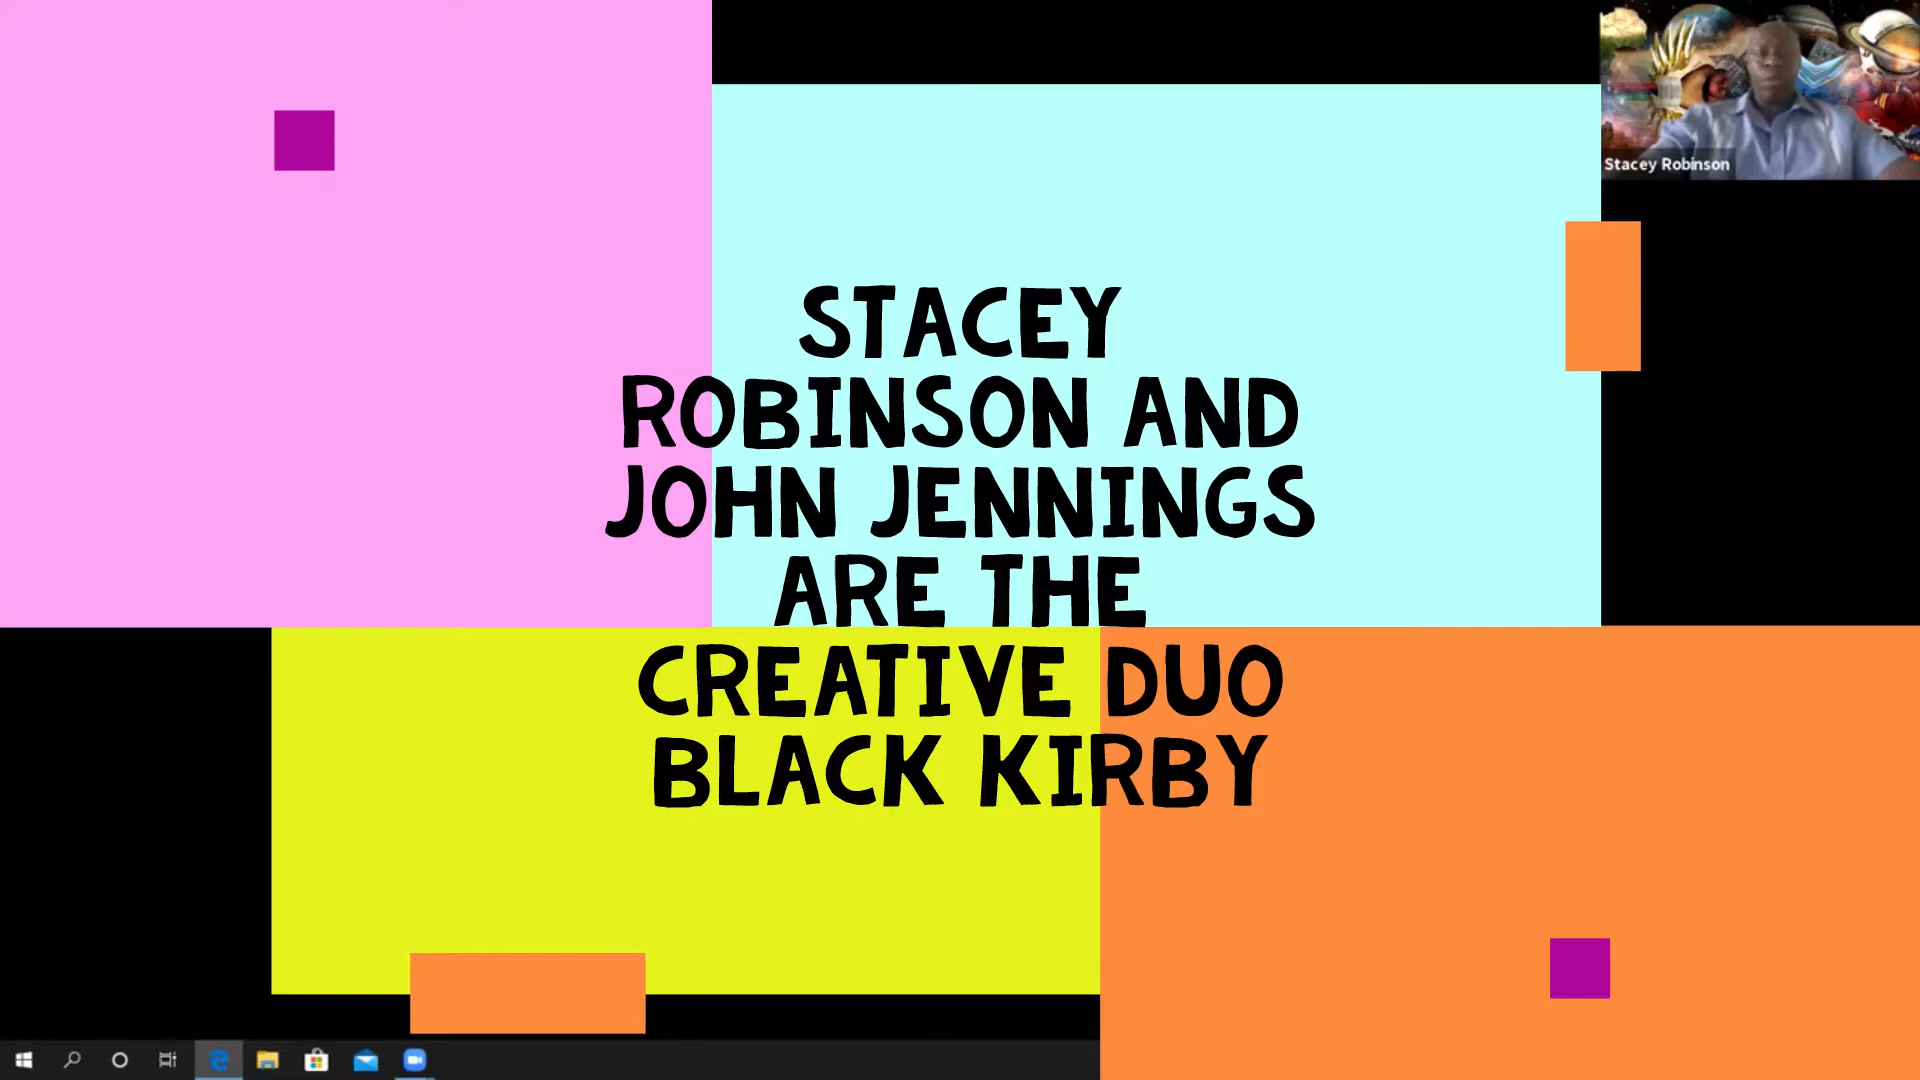 STACEY
ROBINSON AND
JOHN JENNINGS
ARE THE
CREATIVE DUO
BLACK KIRBY
Stacey Robinson